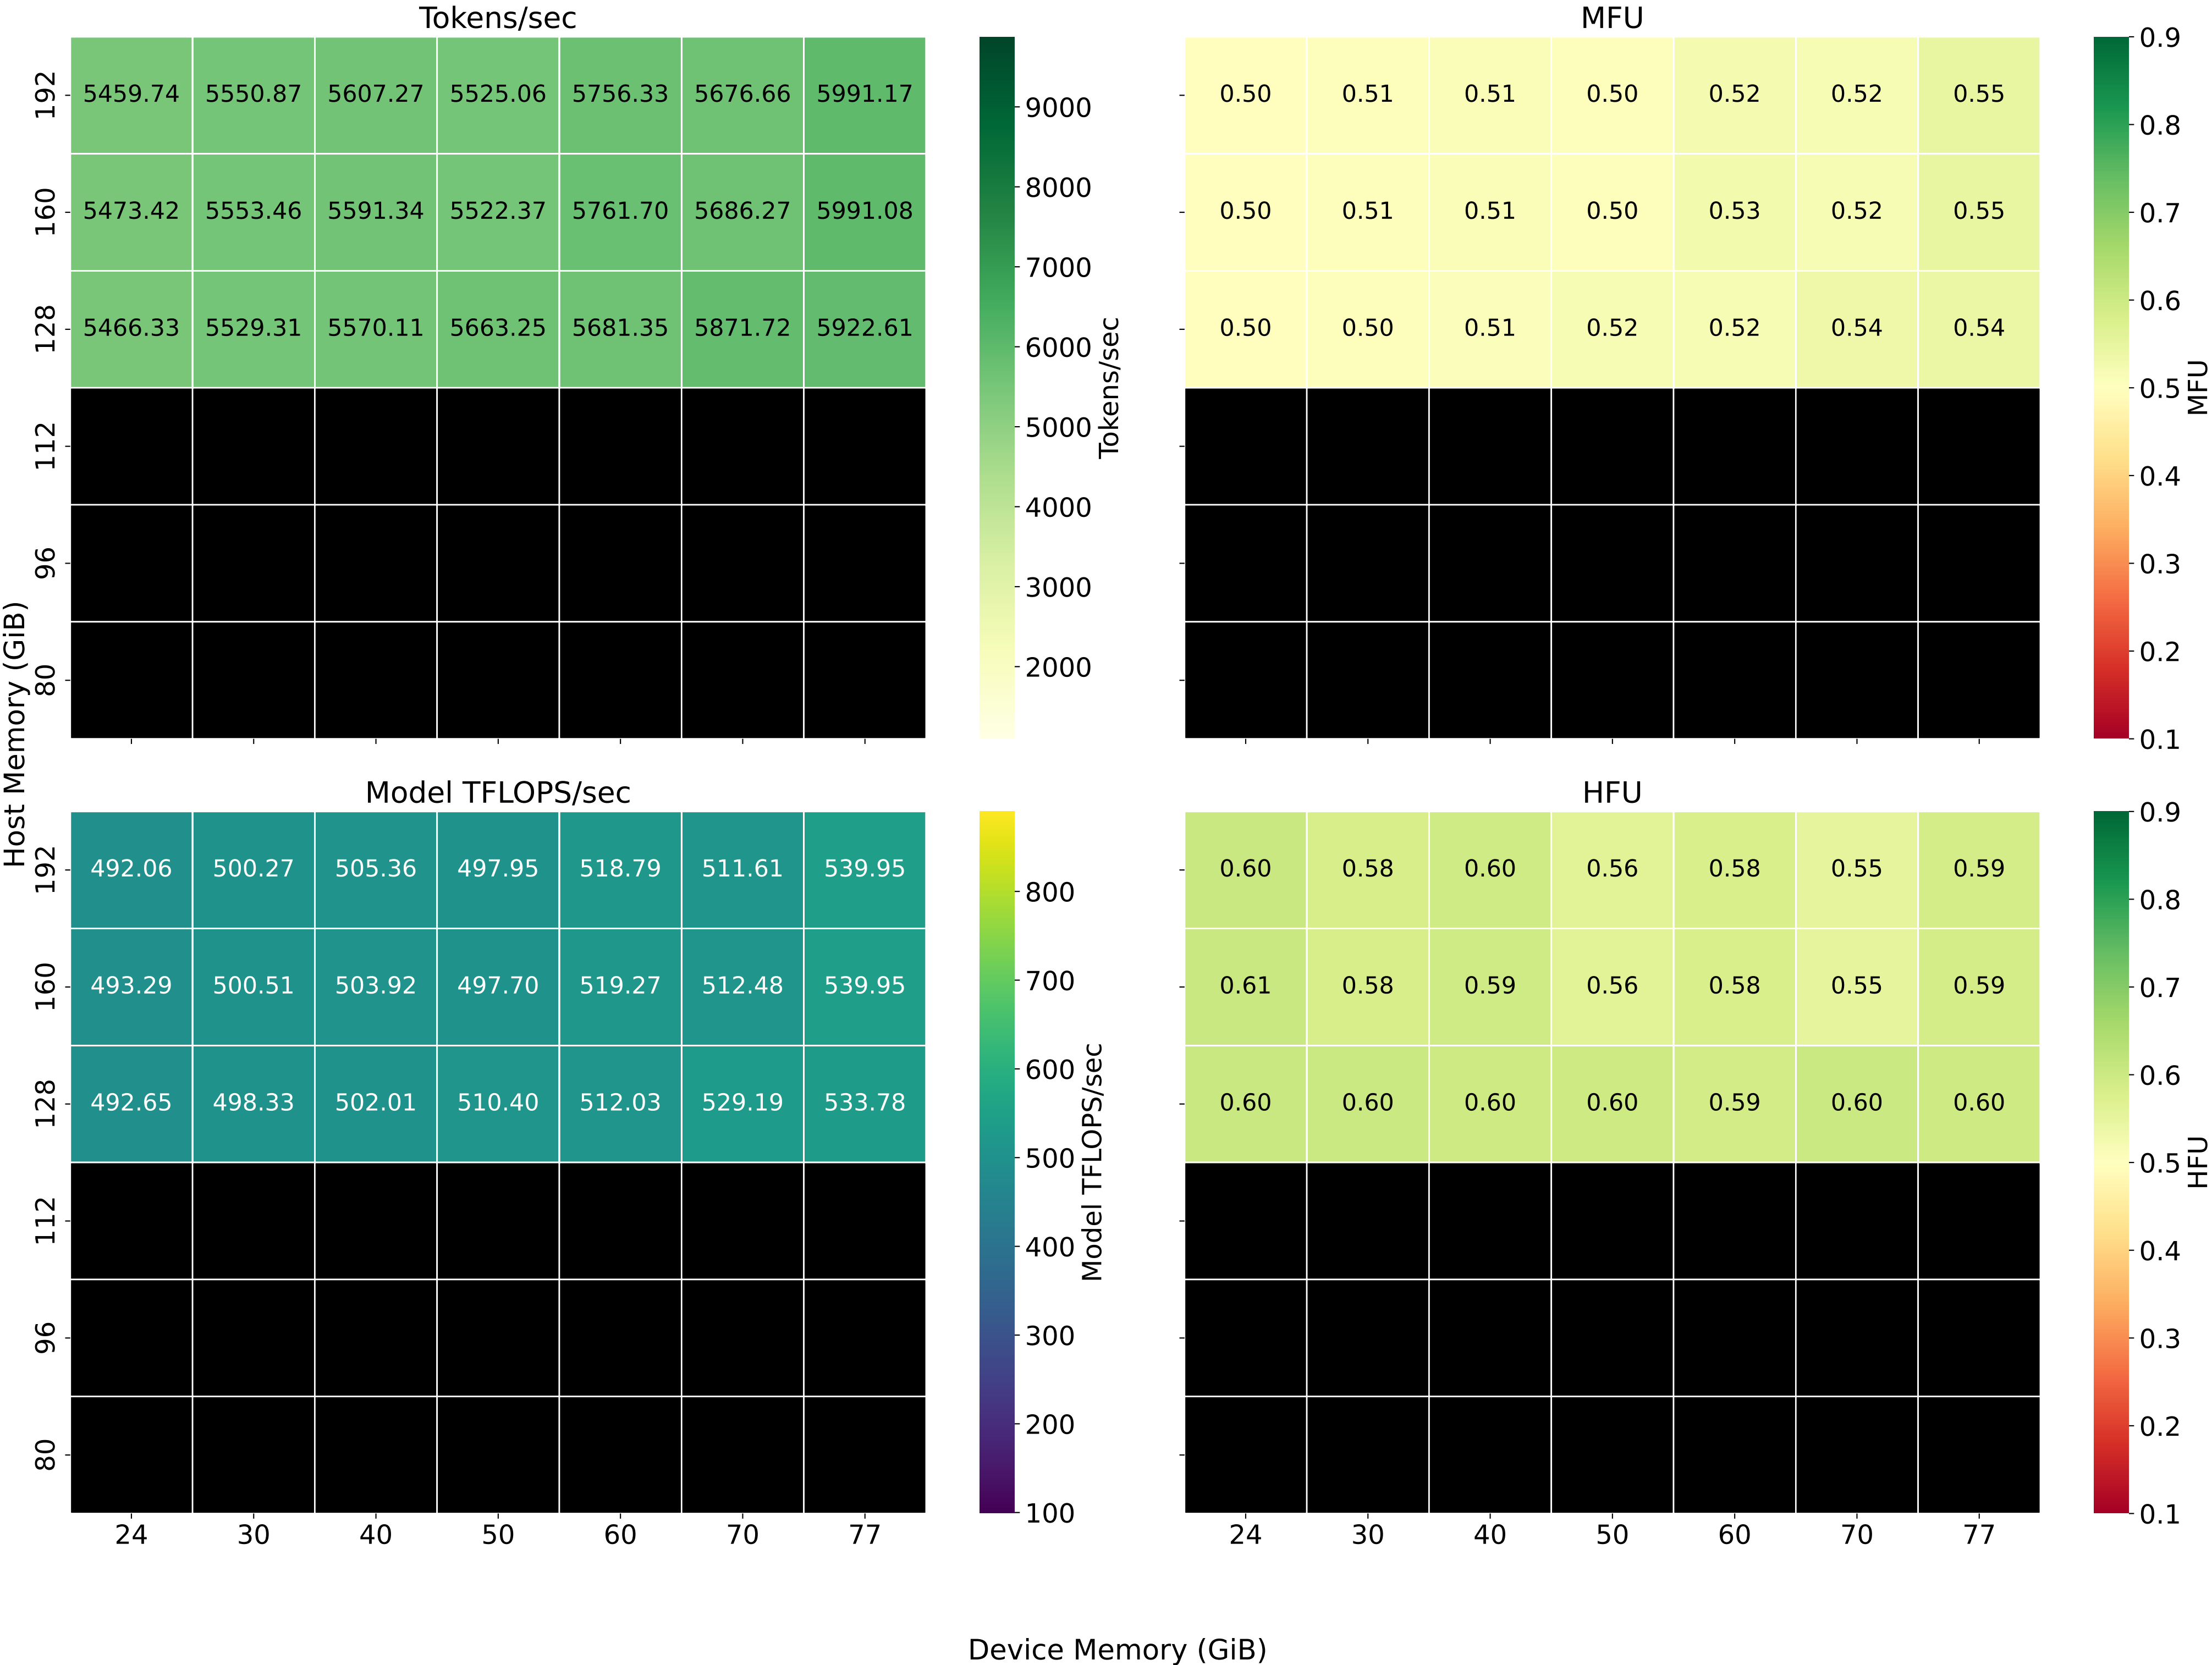 Tokens/sec
192 5459.74 5550.87 5607.27 5525.06 5756.33 5676.66 5991.17
160 5473.42 5553.46 5591.34 5522.37 5761.70 5686.27 5991.08
128 5466.33 5529.31 5570.11 5663.25 5681.35 5871.72 5922.61
112
96
80
9000
8000
7000
6000
5000
4000
3000
2000
Tokens/sec
MFU
0.50 0.51 0.51 0.50 0.52 0.52 0.55
0.50 0.51 0.51 0.50 0.53 0.52 0.55
0.50 0.50 0.51 0.52 0.52 0.54 0.54
0.9
0.8
0.7
0.6
0.5
0.4
0.3
0.2
0.1
MFU
Host Memory (GiB)
Model TFLOPS/sec
192 492.06 500.27 505.36 497.95 518.79 511.61 539.95
160 493.29 500.51 503.92 497.70 519.27 512.48 539.95
128 492.65 498.33 502.01 510.40 512.03 529.19 533.78
112
96
80
24 30 40 50 60 70 77
800
700
600
500
400
300
200
100
Model TFLOPS/sec
HFU
0.60 0.58 0.60 0.56 0.58 0.55 0.59
0.61 0.58 0.59 0.56 0.58 0.55 0.59
0.60 0.60 0.60 0.60 0.59 0.60 0.60
24 30 40 50 60 70 77
0.9
0.8
0.7
0.6
0.5
0.4
0.3
0.2
0.1
HFU
Device Memory (GiB)